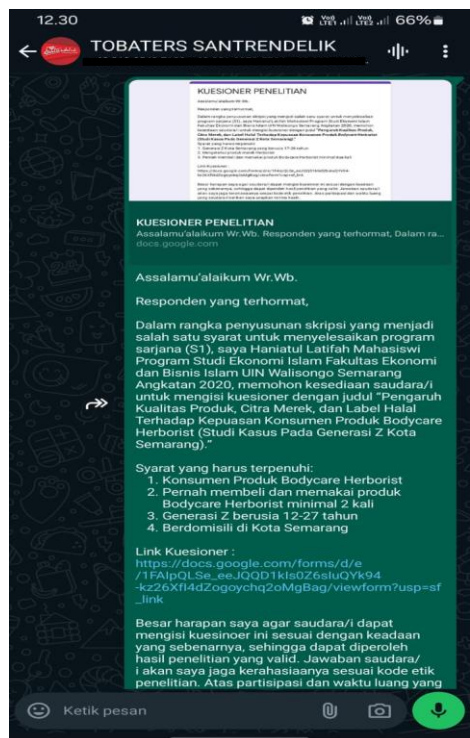 12.30
66%
TOBATERS SANTRENDELIK
KUESIONER PENELITIAN
KUESIONER PENELITIAN
Assalamu'alaikum Wr.Wb. Responden yang terhormat, Dalam ra...
docs.google.com
Assalamu'alaikum Wr.Wb.
Responden yang terhormat,
Dalam rangka penyusunan skripsi yang menjadi
salah satu syarat untuk menyelesaikan program
sarjana (S1), saya Haniatul Latifah Mahasiswi
Program Studi Ekonomi Islam Fakultas Ekonomi
dan Bisnis Islam UIN Walisongo Semarang
Angkatan 2020, memohon kesediaan saudara/i
untuk mengisi kuesioner dengan judul "Pengaruh
Kualitas Produk, Citra Merek, dan Label Halal
Terhadap Kepuasan Konsumen Produk Bodycare
Herborist (Studi Kasus Pada Generasi Z Kota
Semarang)."
Syarat yang harus terpenuhi:
1. Konsumen Produk Bodycare Herborist
2. Pernah membeli dan memakai produk
Bodycare Herborist minimal 2 kali
3. Generasi Z berusia 12-27 tahun
4. Berdomisili di Kota Semarang
Link Kuesioner :
https://docs.google.com/forms/d/e
/1FAIpQLSe_eeJQQD1kIs0Z6sluQYk94
-kz26XfI4dZogoychq2oMgBag/viewform?usp=sf
_link
Besar harapan saya agar saudara/i dapat
mengisi kuesinoer ini sesuai dengan keadaan
yang sebenarnya, sehingga dapat diperoleh
hasil penelitian yang valid. Jawaban saudara/
i akan saya jaga kerahasiaanya sesuai kode etik
penelitian. Atas partisipasi dan waktu luang yang
Ketik pesan